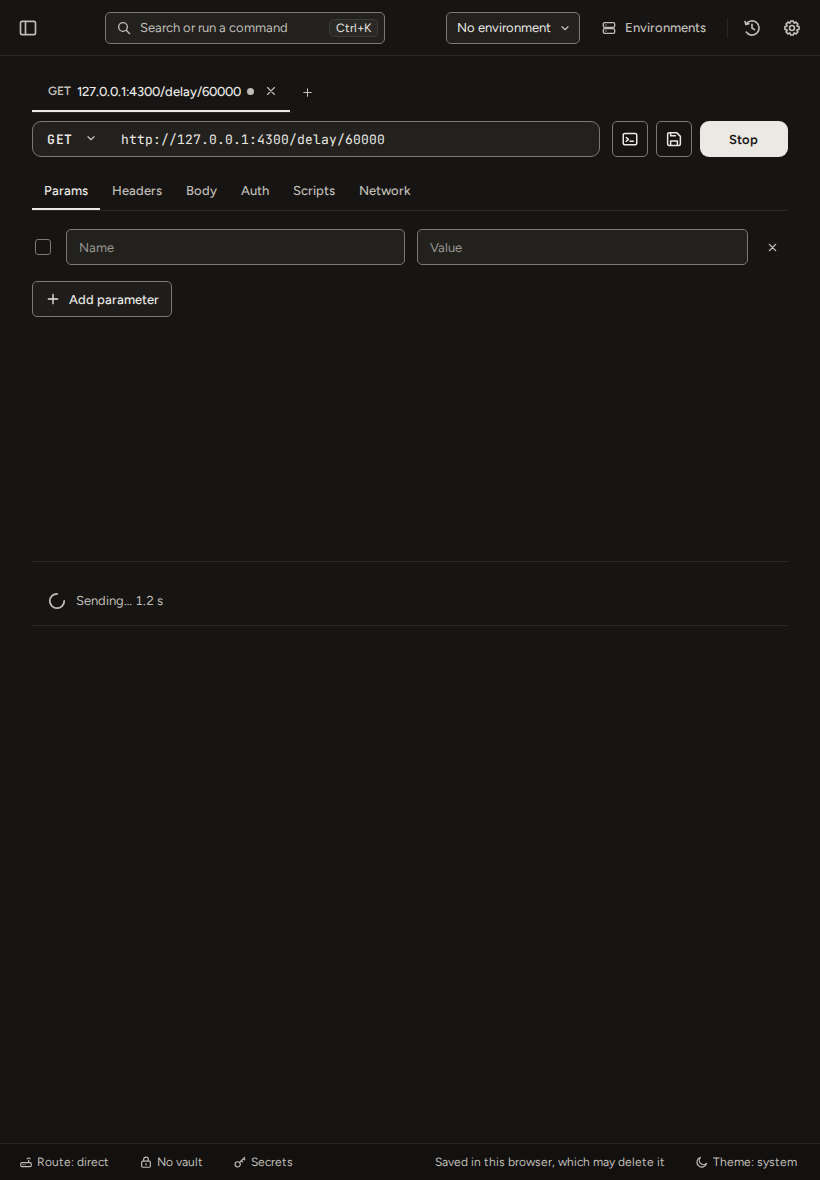 Search or run a command Ctrl+K No environment Environments
GET 127.0.0.1:4300/delay/60000
GET http://127.0.0.1:4300/delay/60000 Stop
Params Headers Body Auth Scripts Network
Name Value
Add parameter
Sending... 1.2 s
Route: direct No vault Secrets Saved in this browser, which may delete it Theme: system